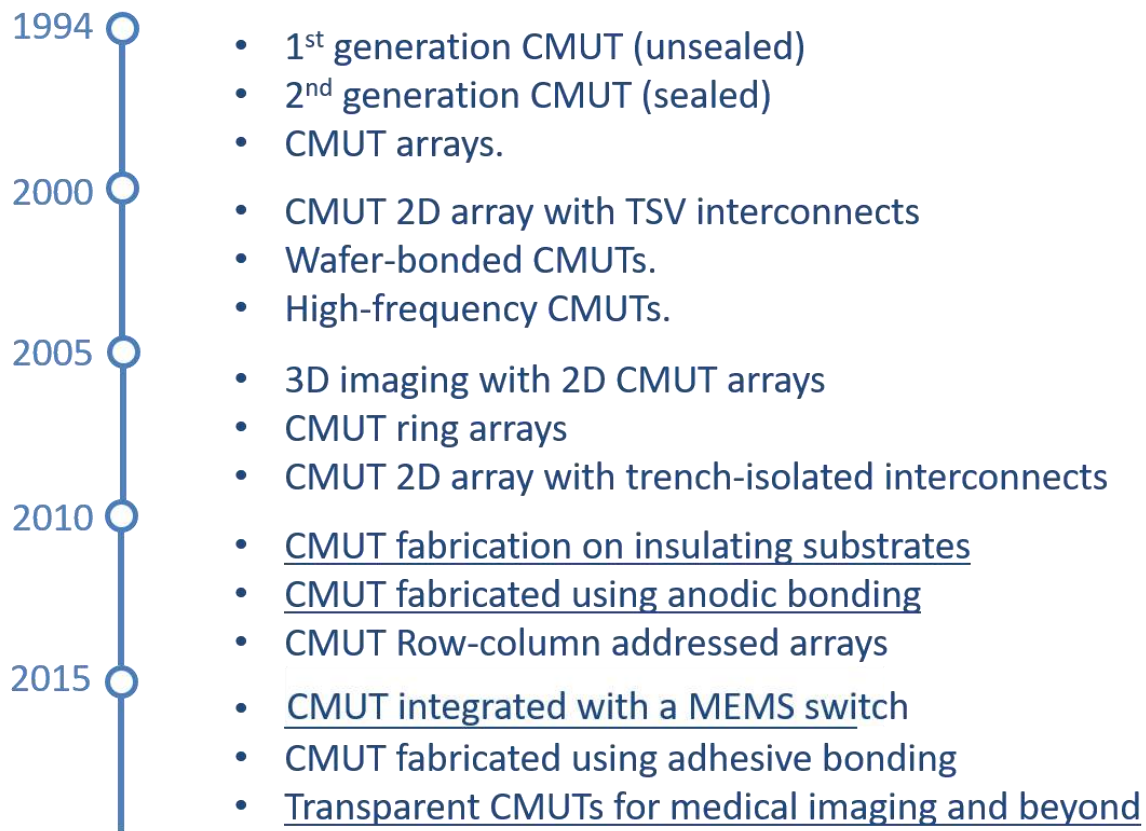 1994
• 1st generation CMUT (unsealed)
• 2nd generation CMUT (sealed)
• CMUT arrays.
2000
• CMUT 2D array with TSV interconnects
• Wafer-bonded CMUTs.
• High-frequency CMUTs.
2005
• 3D imaging with 2D CMUT arrays
• CMUT ring arrays
• CMUT 2D array with trench-isolated interconnects
2010
• CMUT fabrication on insulating substrates
• CMUT fabricated using anodic bonding
• CMUT Row-column addressed arrays
2015
• CMUT integrated with a MEMS switch
• CMUT fabricated using adhesive bonding
• Transparent CMUTs for medical imaging and beyond